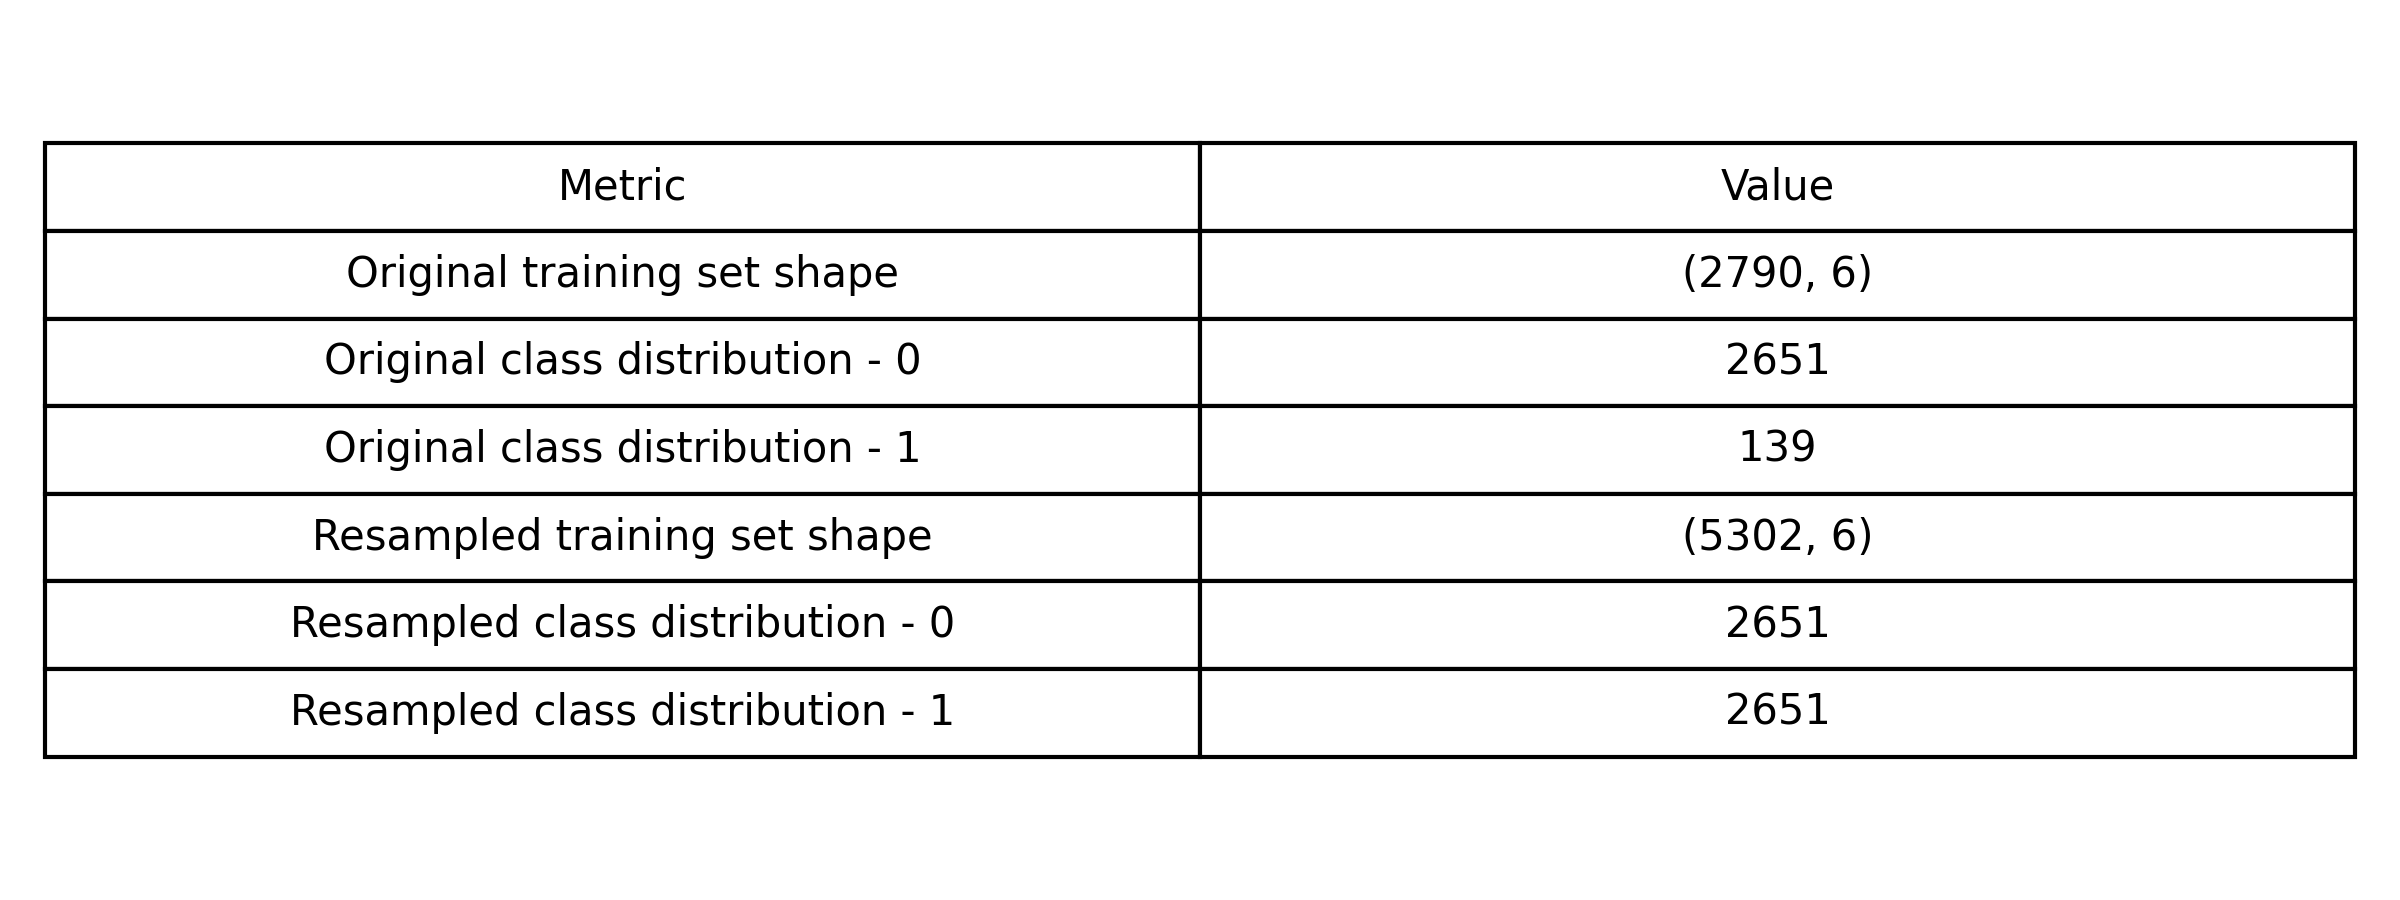 Metric Value
Original training set shape (2790, 6)
Original class distribution - 0 2651
Original class distribution - 1 139
Resampled training set shape (5302, 6)
Resampled class distribution - 0 2651
Resampled class distribution - 1 2651